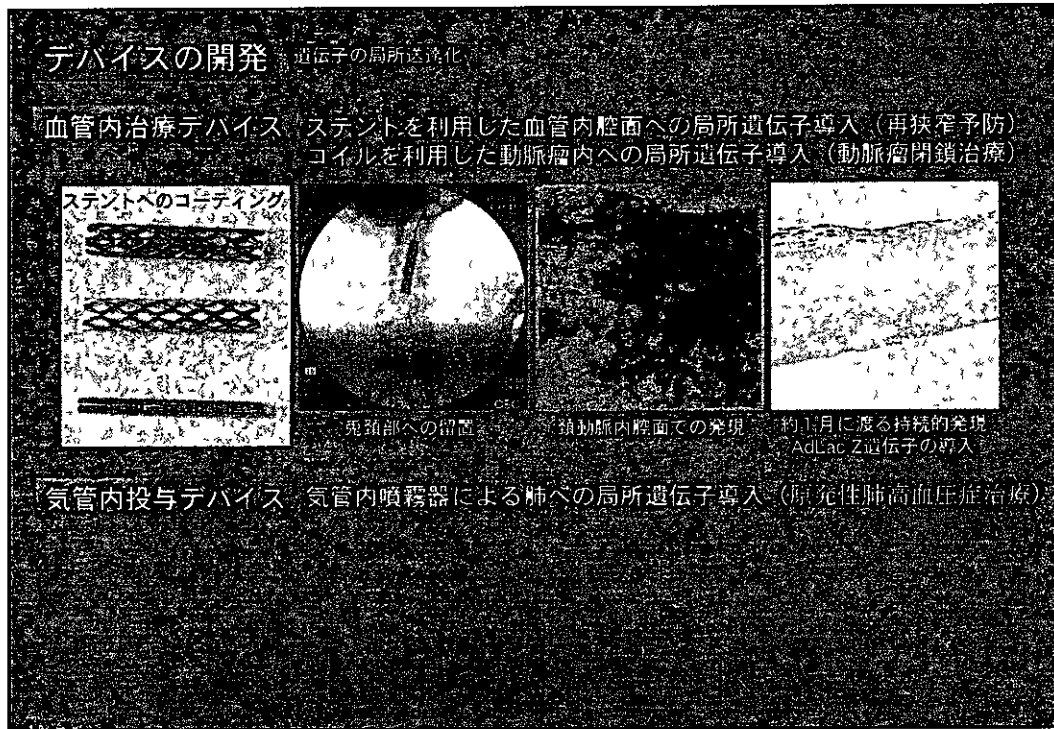 デバイスの開発 遺伝子の局所送達化
血管内治療デバイス ステントを利用した血管内腔面への局所遺伝子導入（再狭窄予防）
コイルを利用した動脈瘤内への局所遺伝子導入（動脈瘤閉鎖治療）
ステントへのコーティング
兎頚部への留置
頚動脈内腔面での発現
約1月に渡る持続的発現
AdLac Z遺伝子の導入
気管内投与デバイス 気管内噴霧器による肺への局所遺伝子導入（原発性肺高血圧症治療）